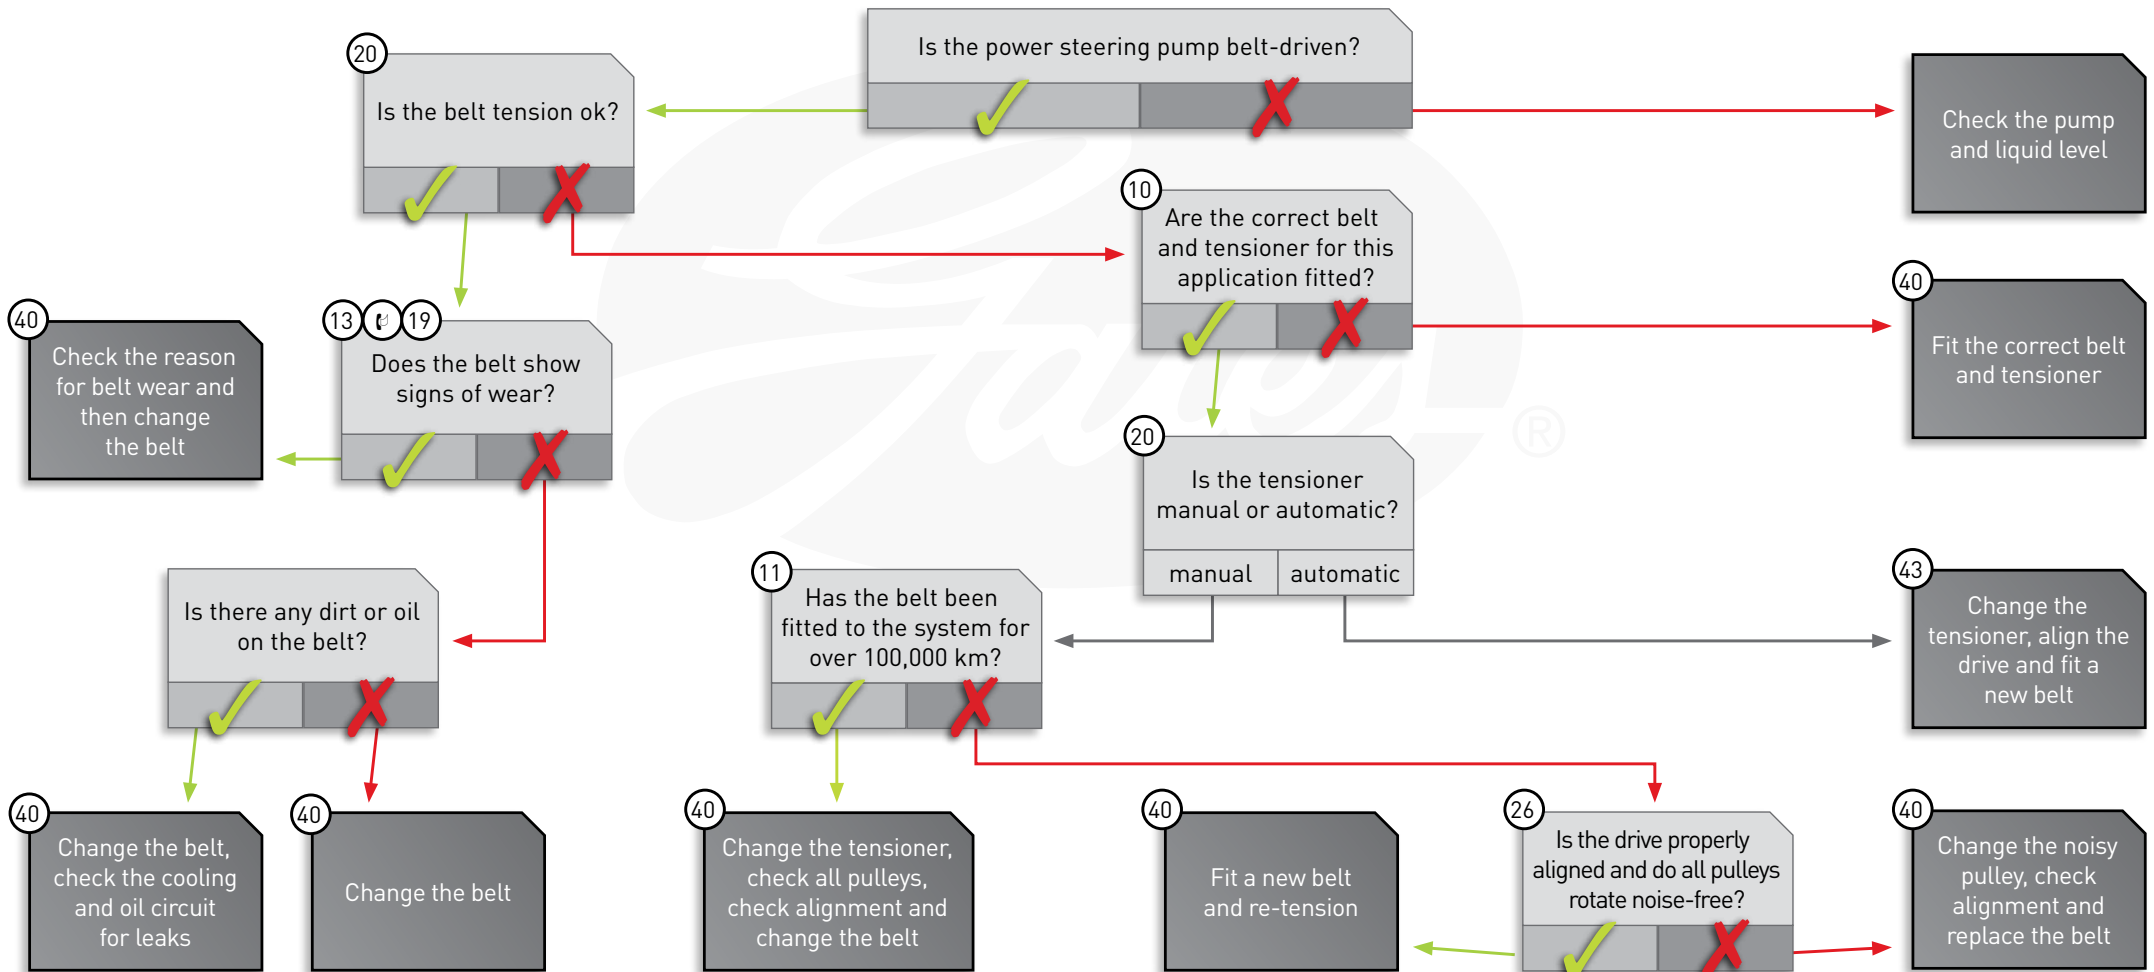 Is the power steering pump belt-driven?
20
Is the belt tension ok?
Check the pump
and liquid level
10
Are the correct belt
and tensioner for this
application fitted?
40
Fit the correct belt
and tensioner
40
Check the reason
for belt wear and
then change
the belt
13 19
Does the belt show
signs of wear?
Gates
®
20
Is the tensioner
manual or automatic?
manual automatic
11
Has the belt been
fitted to the system for
over 100,000 km?
43
Change the
tensioner, align the
drive and fit a
new belt
Is there any dirt or oil
on the belt?
40
Change the belt,
check the cooling
and oil circuit
for leaks
40
Change the belt
40
Change the tensioner,
check all pulleys,
check alignment and
change the belt
40
Fit a new belt
and re-tension
26
Is the drive properly
aligned and do all pulleys
rotate noise-free?
40
Change the noisy
pulley, check
alignment and
replace the belt